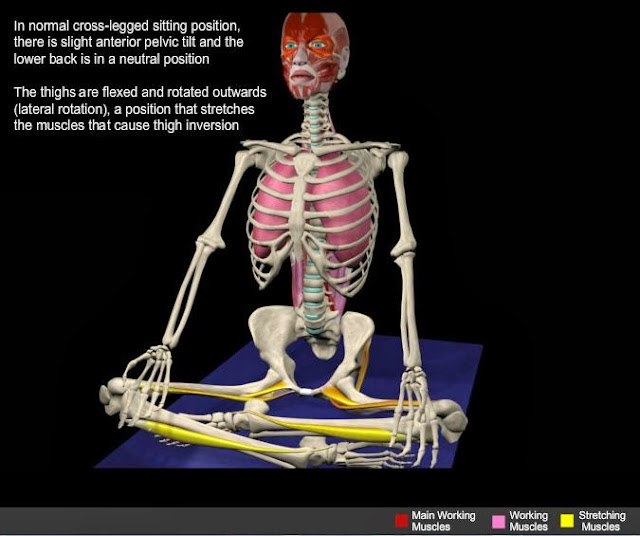 In normal cross-legged sitting position,
there is slight anterior pelvic tilt and the
lower back is in a neutral position
The thighs are flexed and rotated outwards
(lateral rotation), a position that stretches
the muscles that cause thigh inversion
Main Working
Muscles
Working
Muscles
Stretching
Muscles